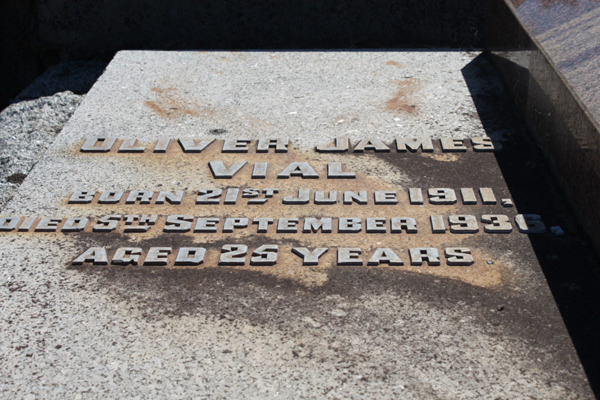 OLIVER JAMES
VIAL
BORN 21ST JUNE 1911,
DIED 5TH SEPTEMBER 1936.
AGED 25 YEARS.